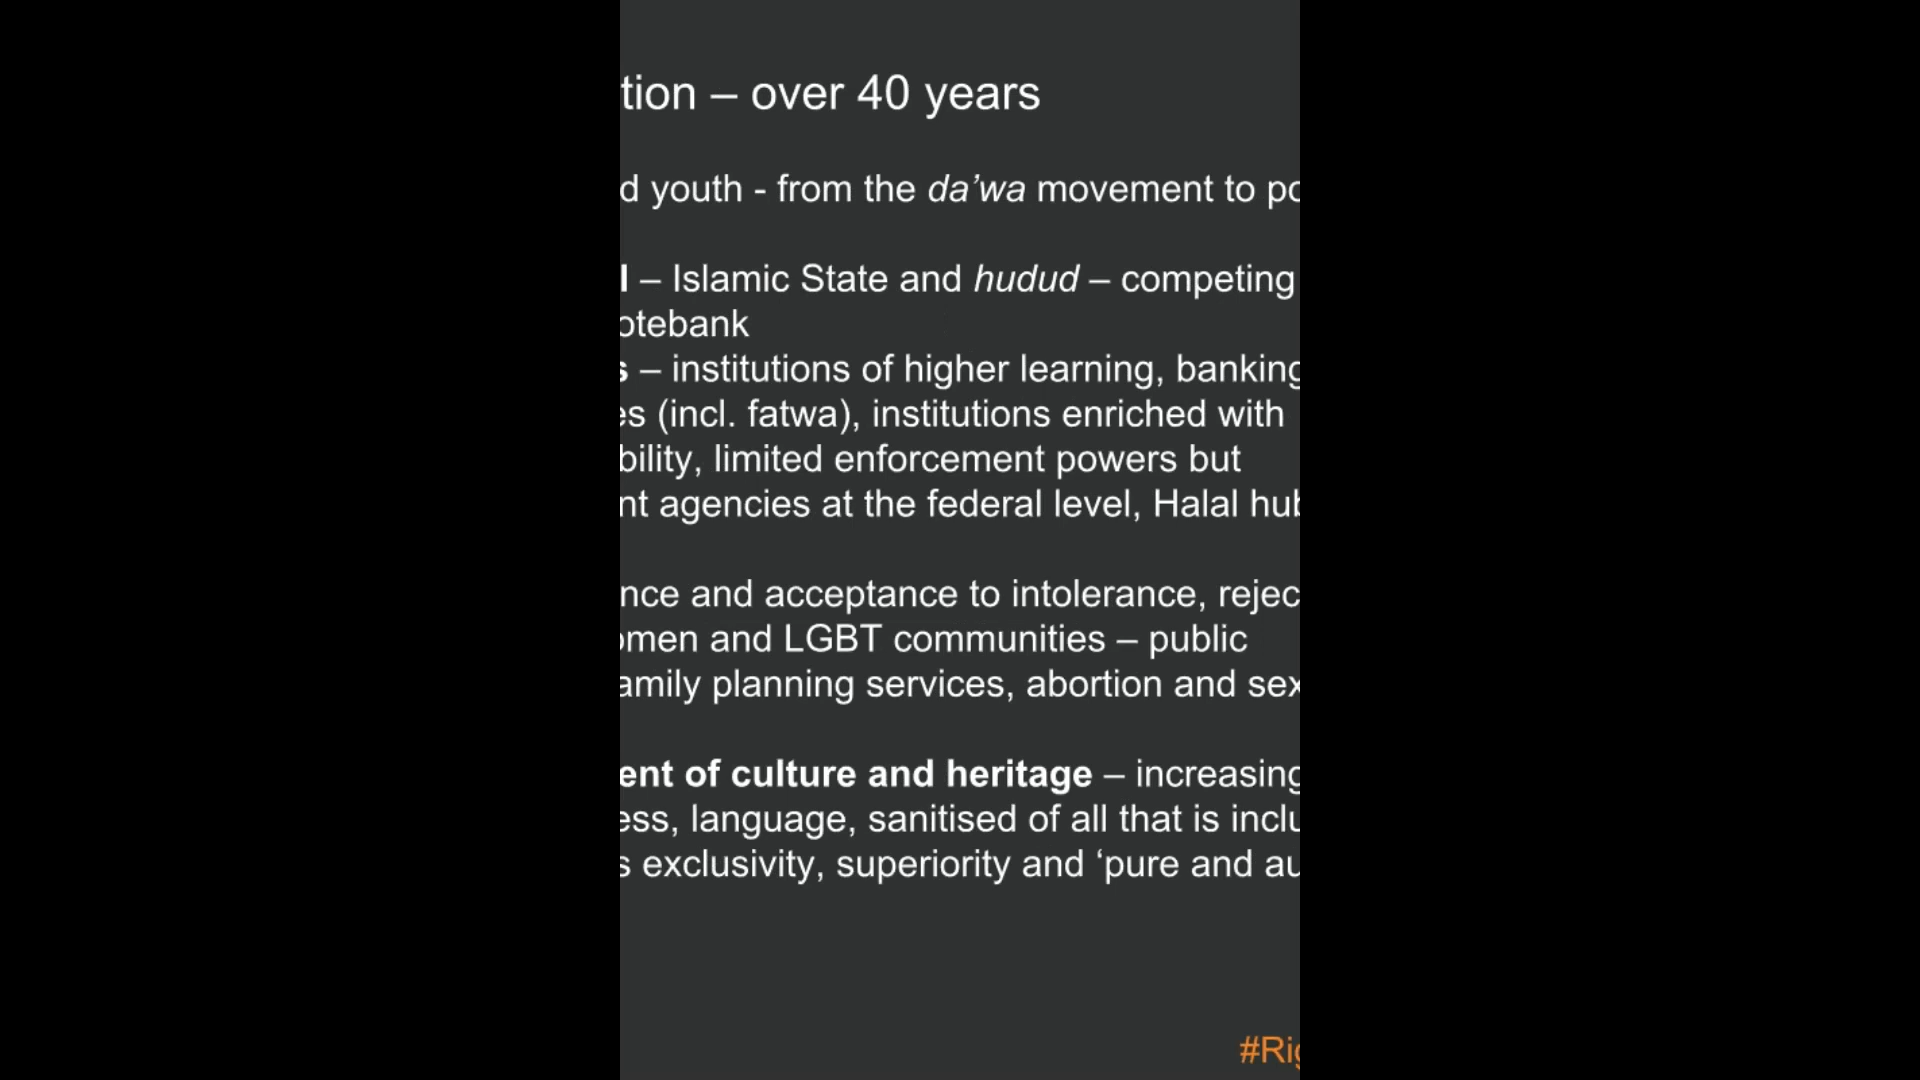 tion – over 40 years
d youth - from the da’wa movement to po
l – Islamic State and hudud – competing
otebank
s – institutions of higher learning, banking
es (incl. fatwa), institutions enriched with
bility, limited enforcement powers but
nt agencies at the federal level, Halal hub
nce and acceptance to intolerance, rejec
omen and LGBT communities – public
amily planning services, abortion and sex
ent of culture and heritage – increasing
ess, language, sanitised of all that is inclu
s exclusivity, superiority and ‘pure and au
#Rig